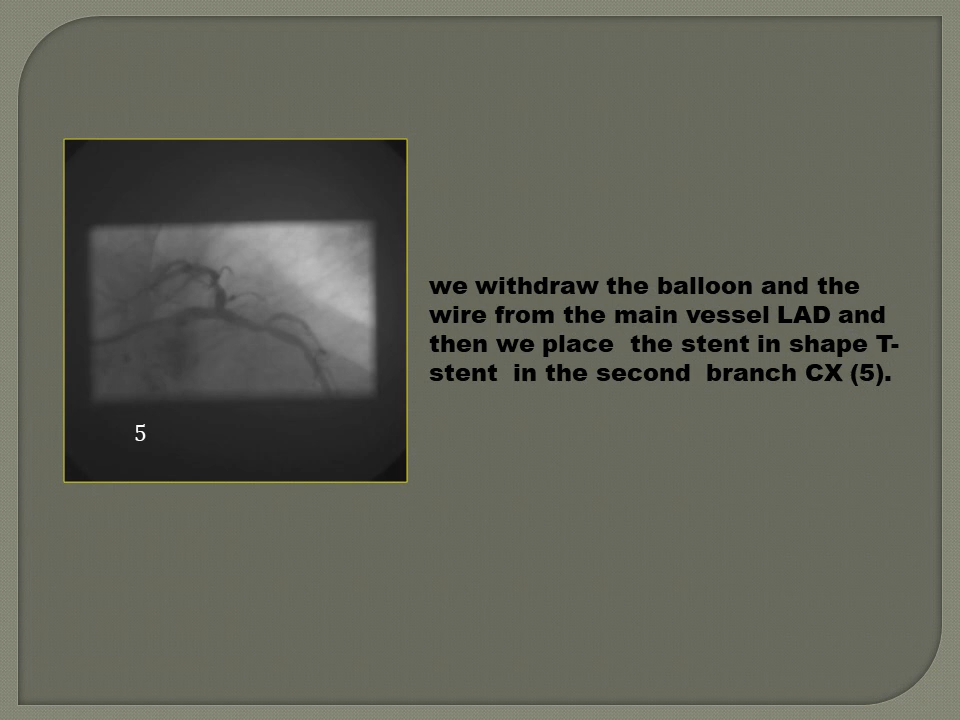 we withdraw the balloon and the
wire from the main vessel LAD and
then we place  the stent in shape T-
stent  in the second  branch CX (5).
5